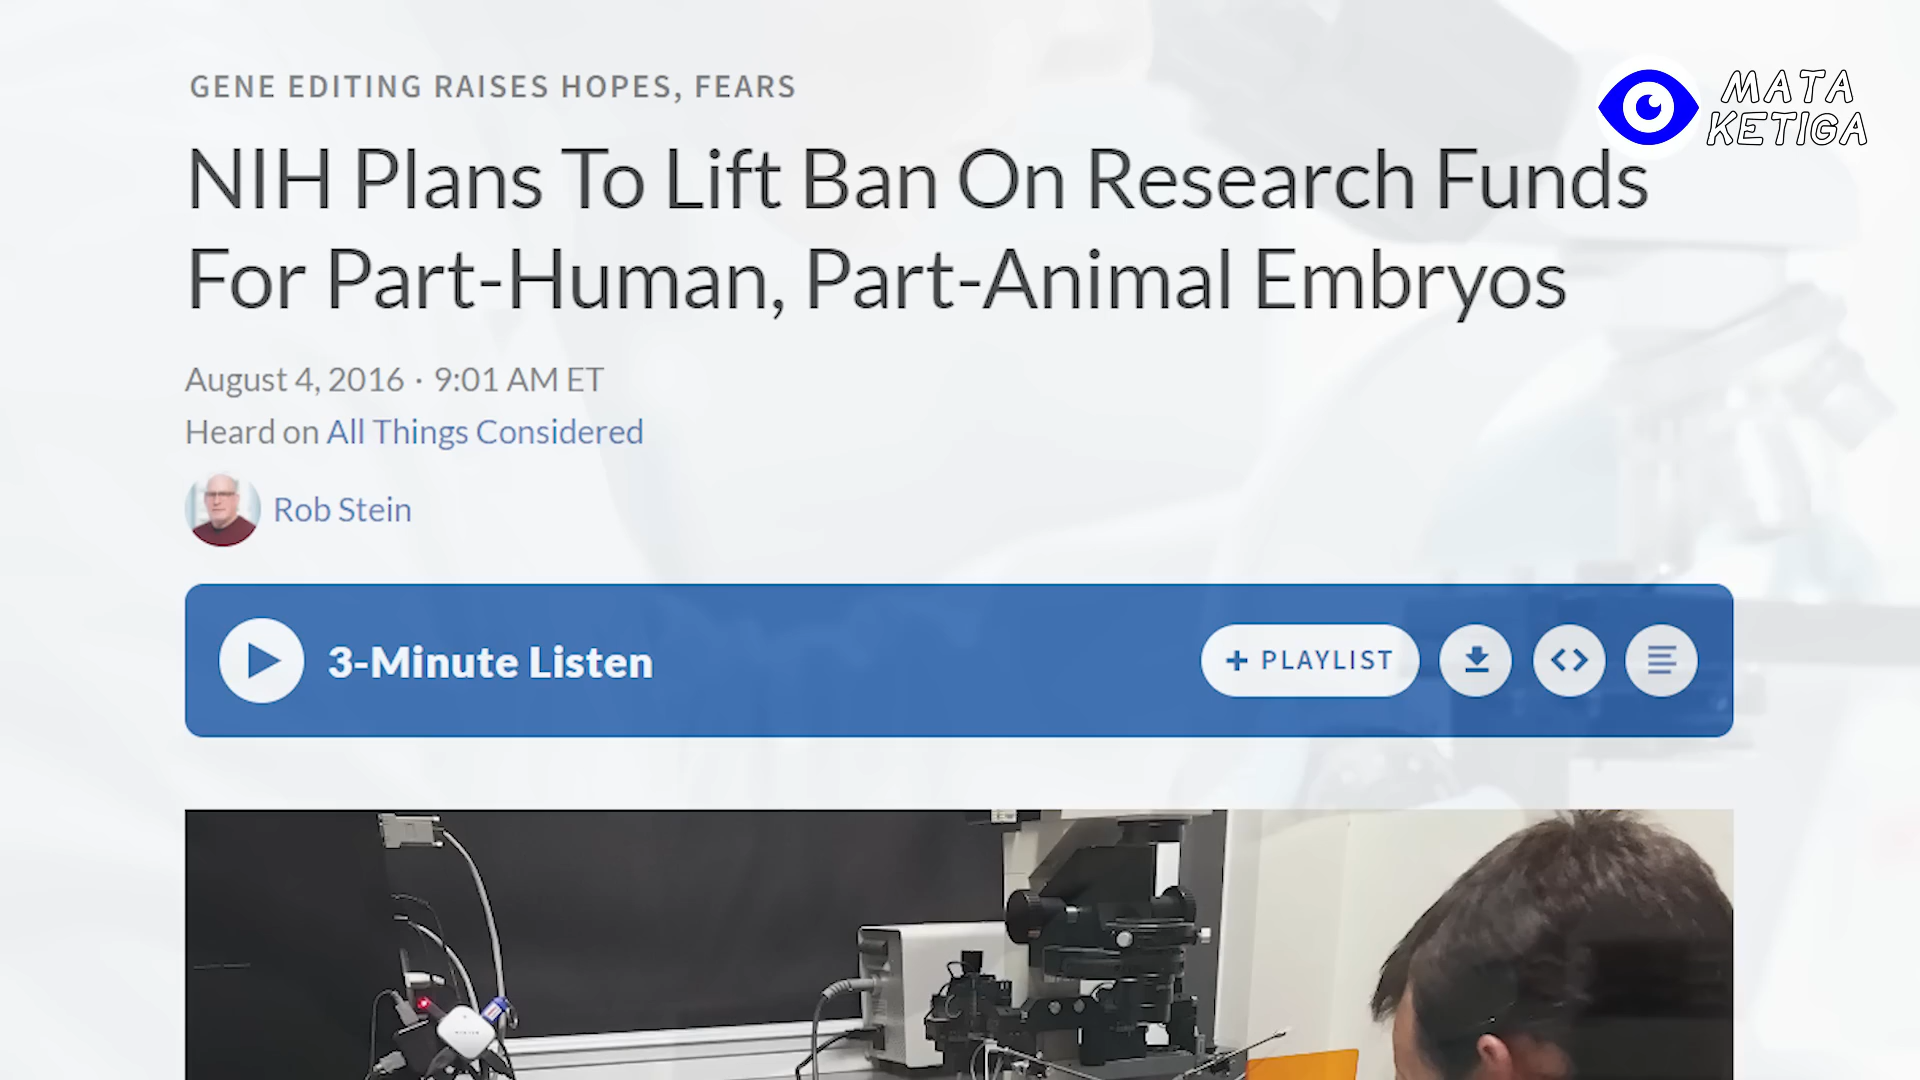 GENE EDITING RAISES HOPES, FEARS
MATA
KETIGA
NIH Plans To Lift Ban On Research Funds
For Part-Human, Part-Animal Embryos
August 4, 2016 · 9:01 AM ET
Heard on All Things Considered
Rob Stein
3-Minute Listen
+ PLAYLIST